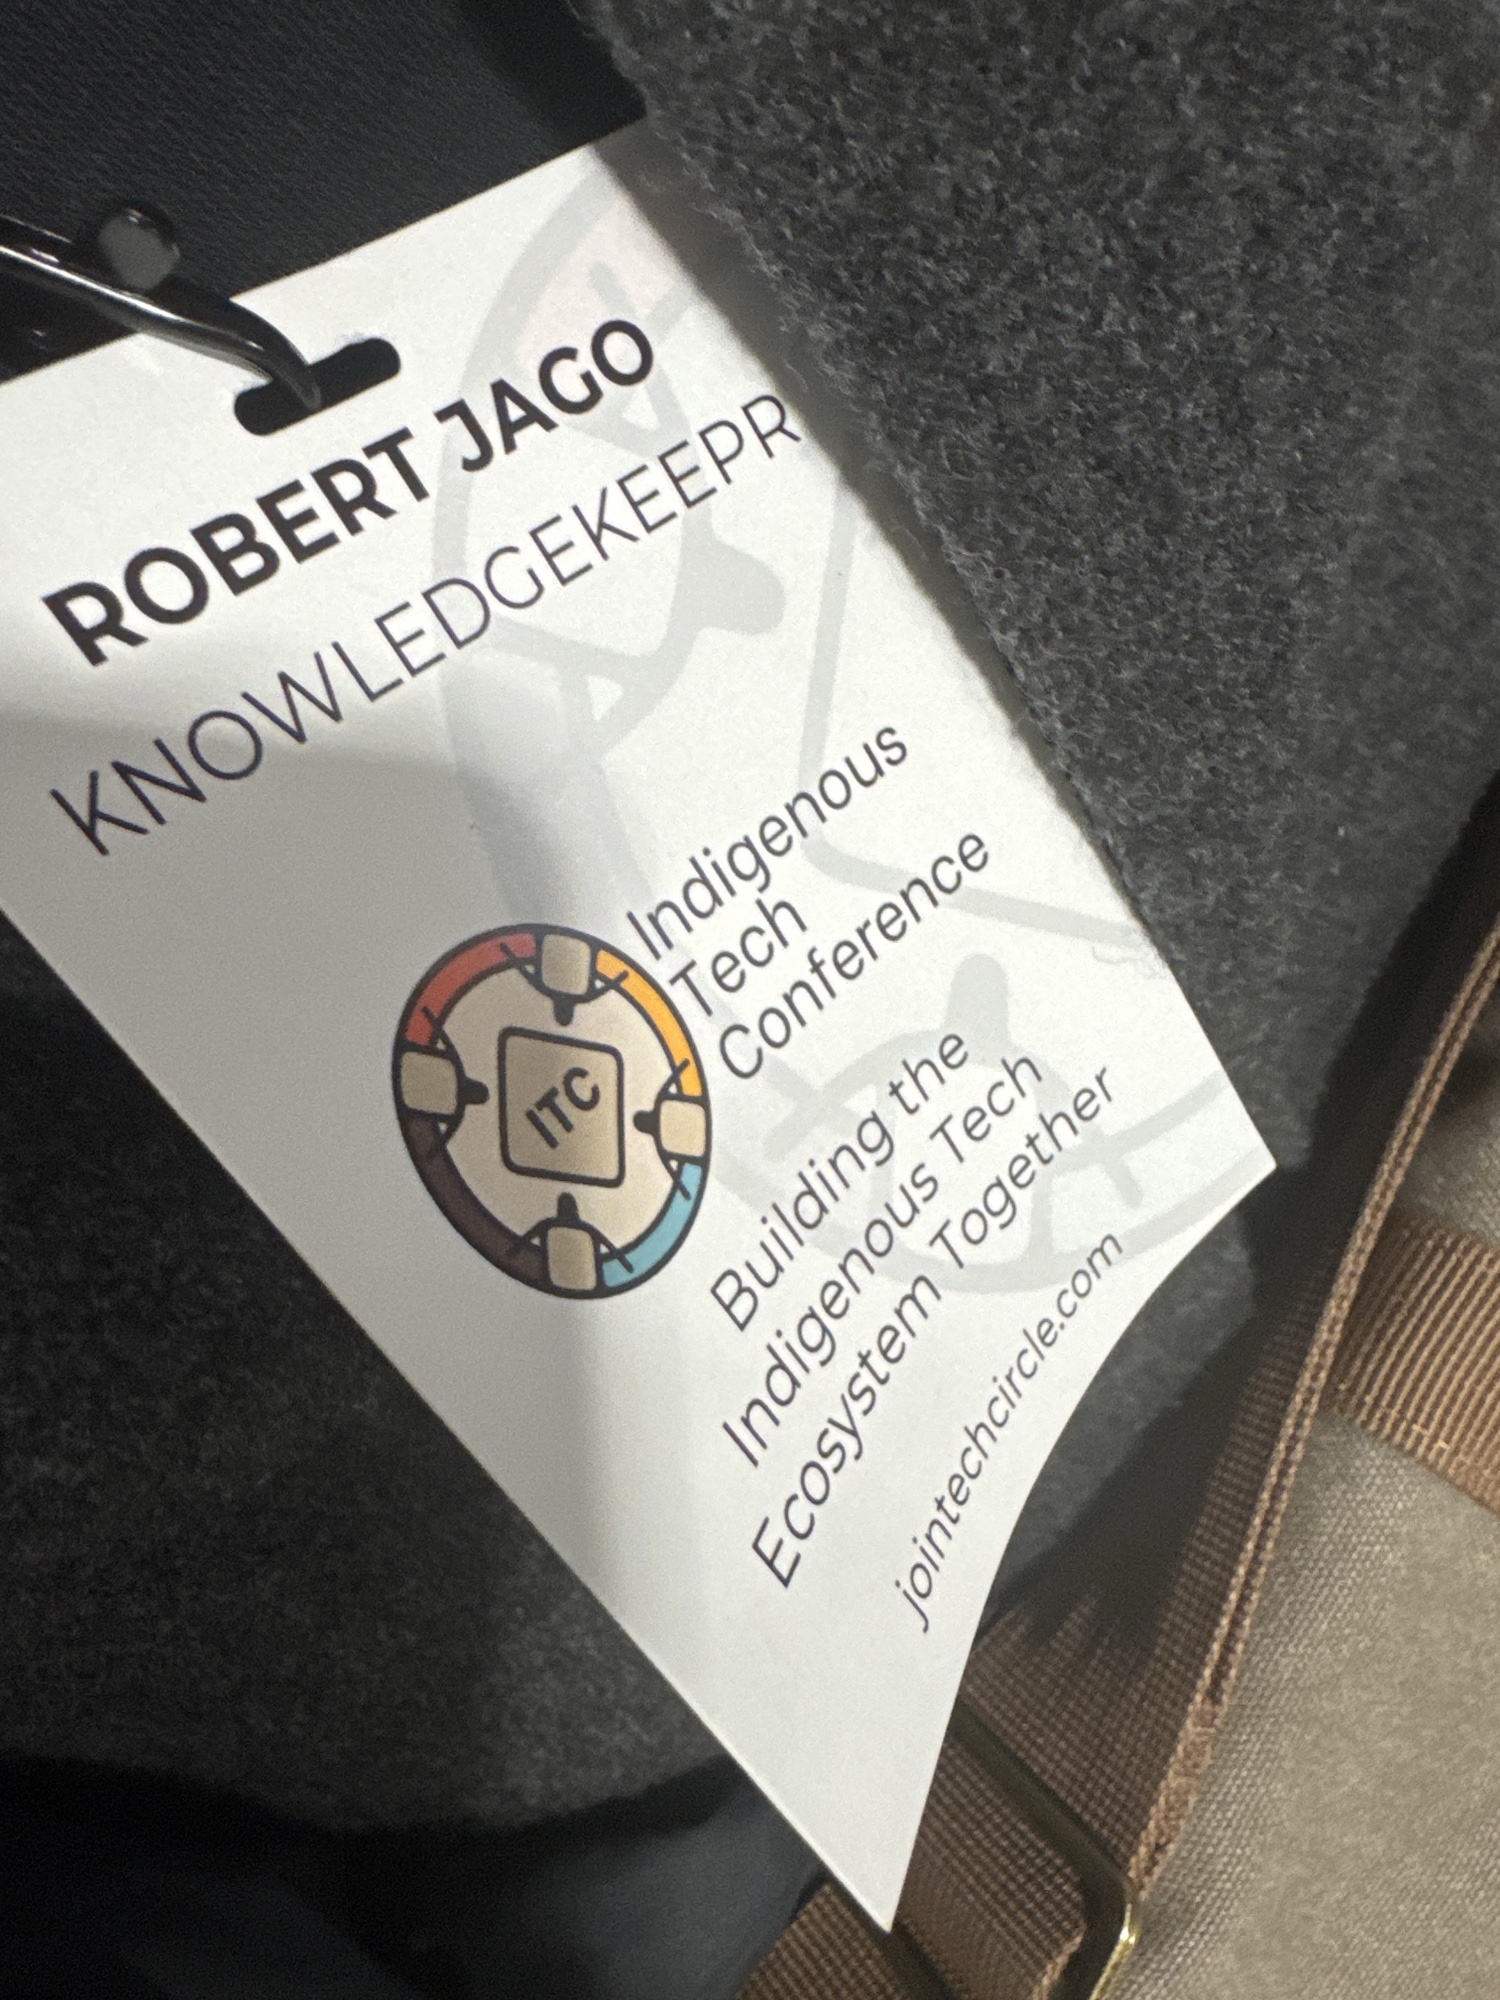 ROBERT JAGO
KNOWLEDGEKEEPR
Indigenous
Tech
Conference
ITC
Building the
Indigenous Tech
Ecosystem Together
jointechcircle.com